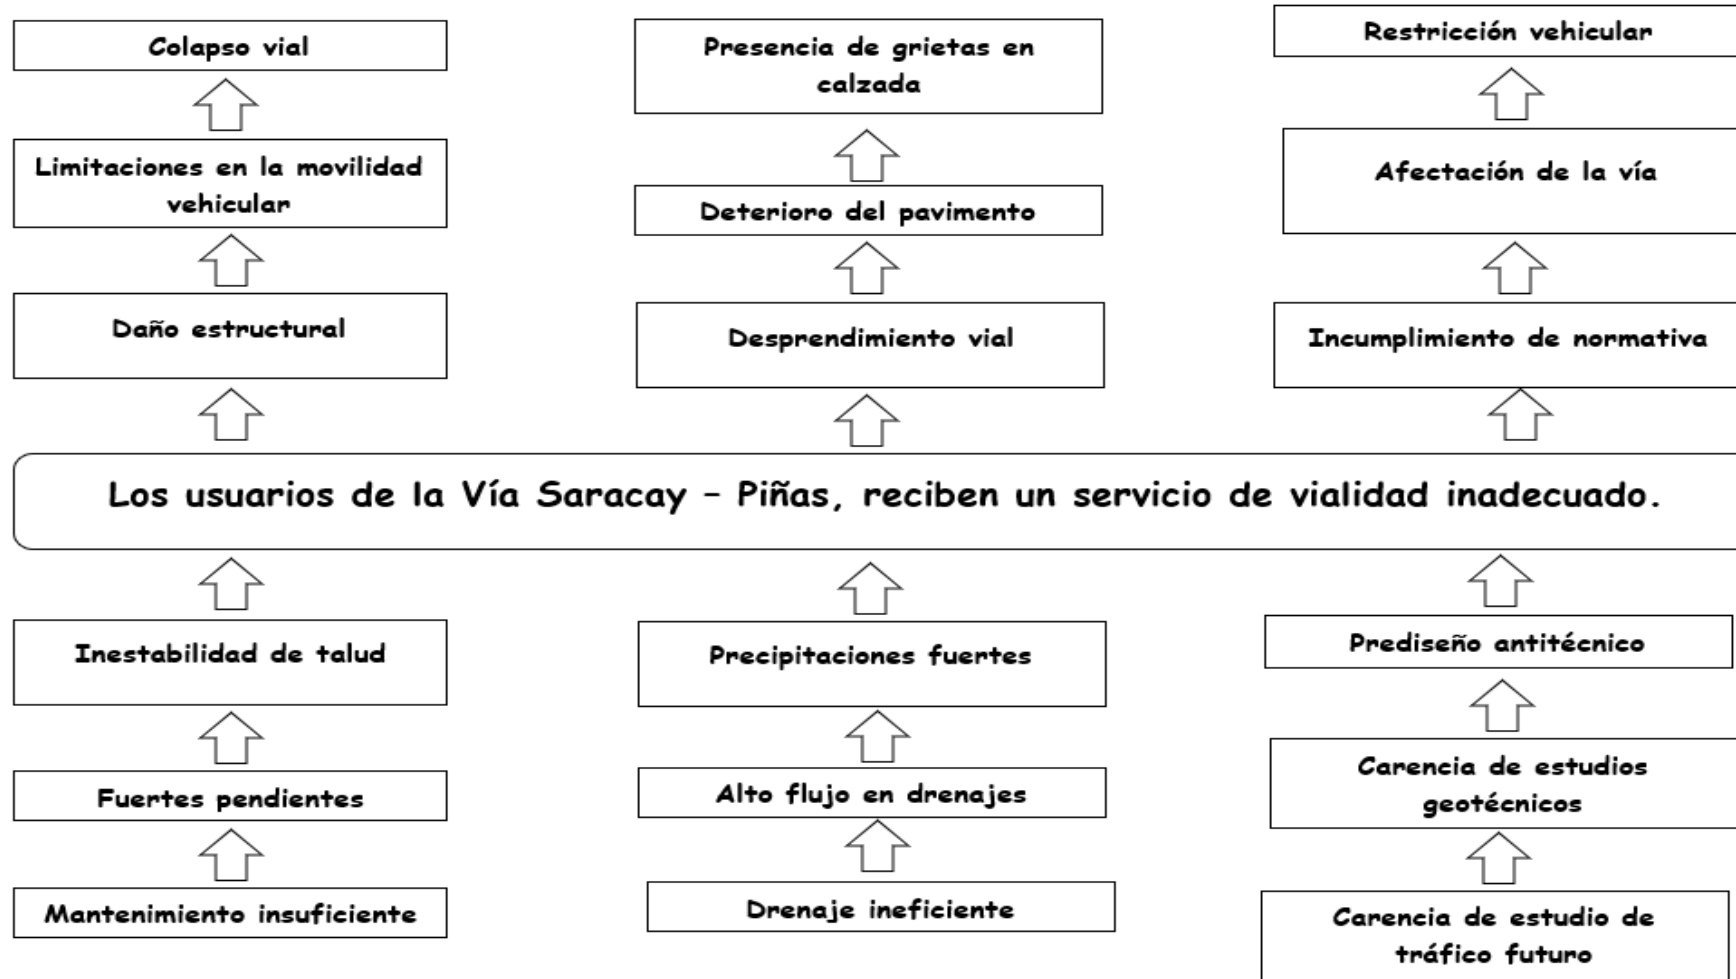 Colapso vial
Presencia de grietas en
calzada
Restricción vehicular
Limitaciones en la movilidad
vehicular
Deterioro del pavimento
Afectación de la vía
Daño estructural
Desprendimiento vial
Incumplimiento de normativa
Los usuarios de la Vía Saracay – Piñas, reciben un servicio de vialidad inadecuado.
Inestabilidad de talud
Precipitaciones fuertes
Prediseño antitécnico
Fuertes pendientes
Alto flujo en drenajes
Carencia de estudios
geotécnicos
Mantenimiento insuficiente
Drenaje ineficiente
Carencia de estudio de
tráfico futuro